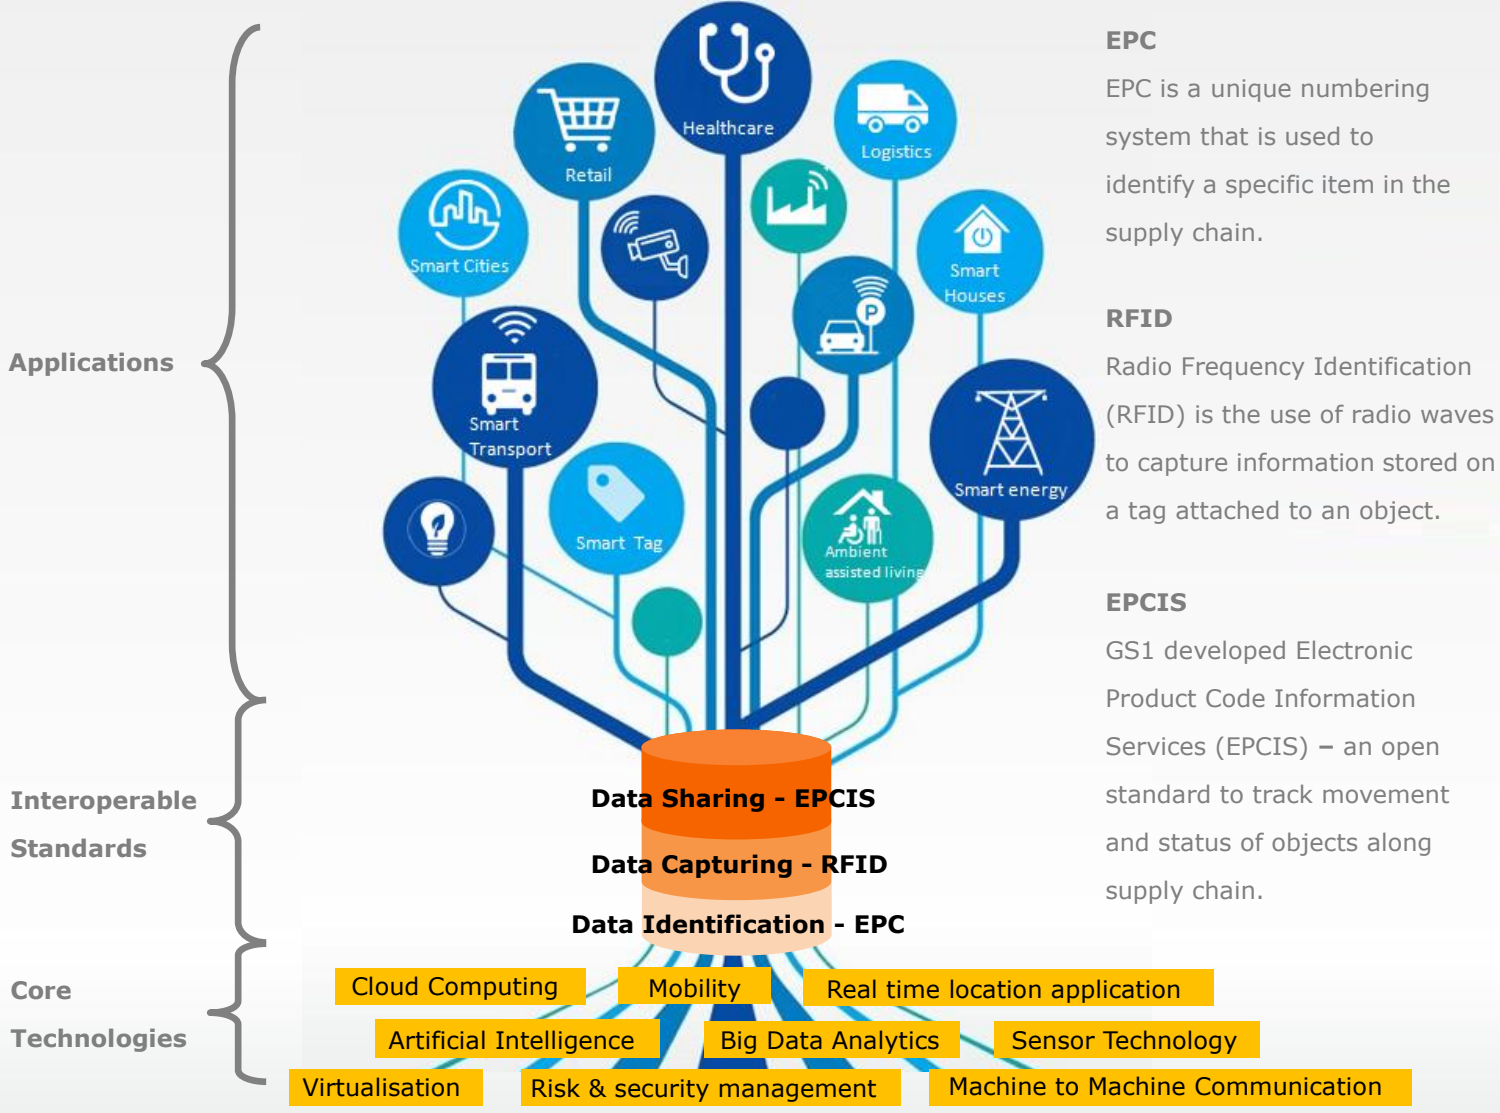 Applications
Interoperable
Standards
Core
Technologies
Healthcare
Retail
Logistics
Smart Cities
Smart
Houses
P
Smart
Transport
Smart energy
Smart Tag
Ambient
assisted living
Data Sharing - EPCIS
Data Capturing - RFID
Data Identification - EPC
Cloud Computing
Mobility
Real time location application
Artificial Intelligence
Big Data Analytics
Sensor Technology
Virtualisation
Risk & security management
Machine to Machine Communication
EPC
EPC is a unique numbering
system that is used to
identify a specific item in the
supply chain.
RFID
Radio Frequency Identification
(RFID) is the use of radio waves
to capture information stored on
a tag attached to an object.
EPCIS
GS1 developed Electronic
Product Code Information
Services (EPCIS) – an open
standard to track movement
and status of objects along
supply chain.